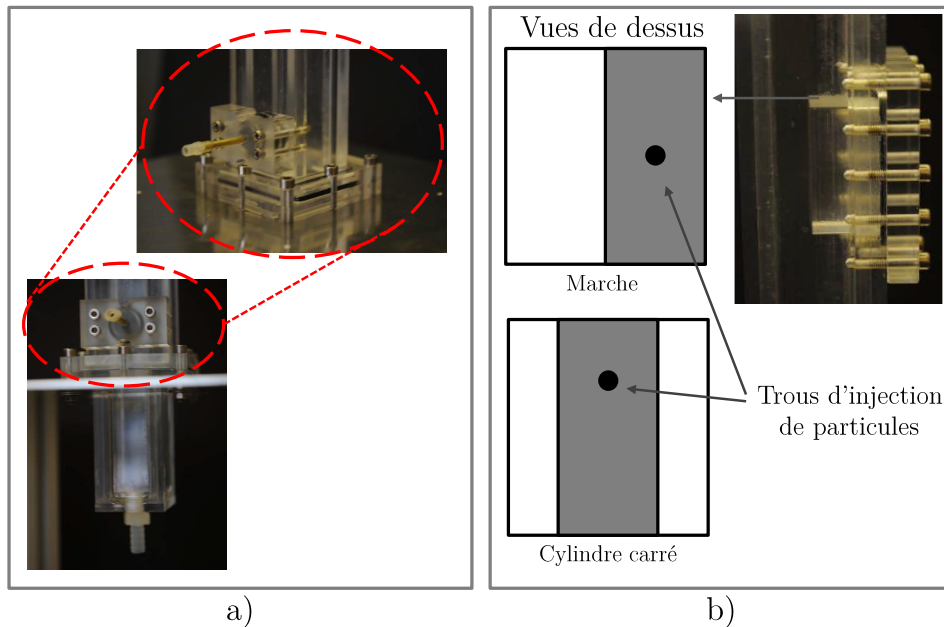 Vues de dessus
Marche
Trous d'injection
de particules
Cylindre carré
a)
b)